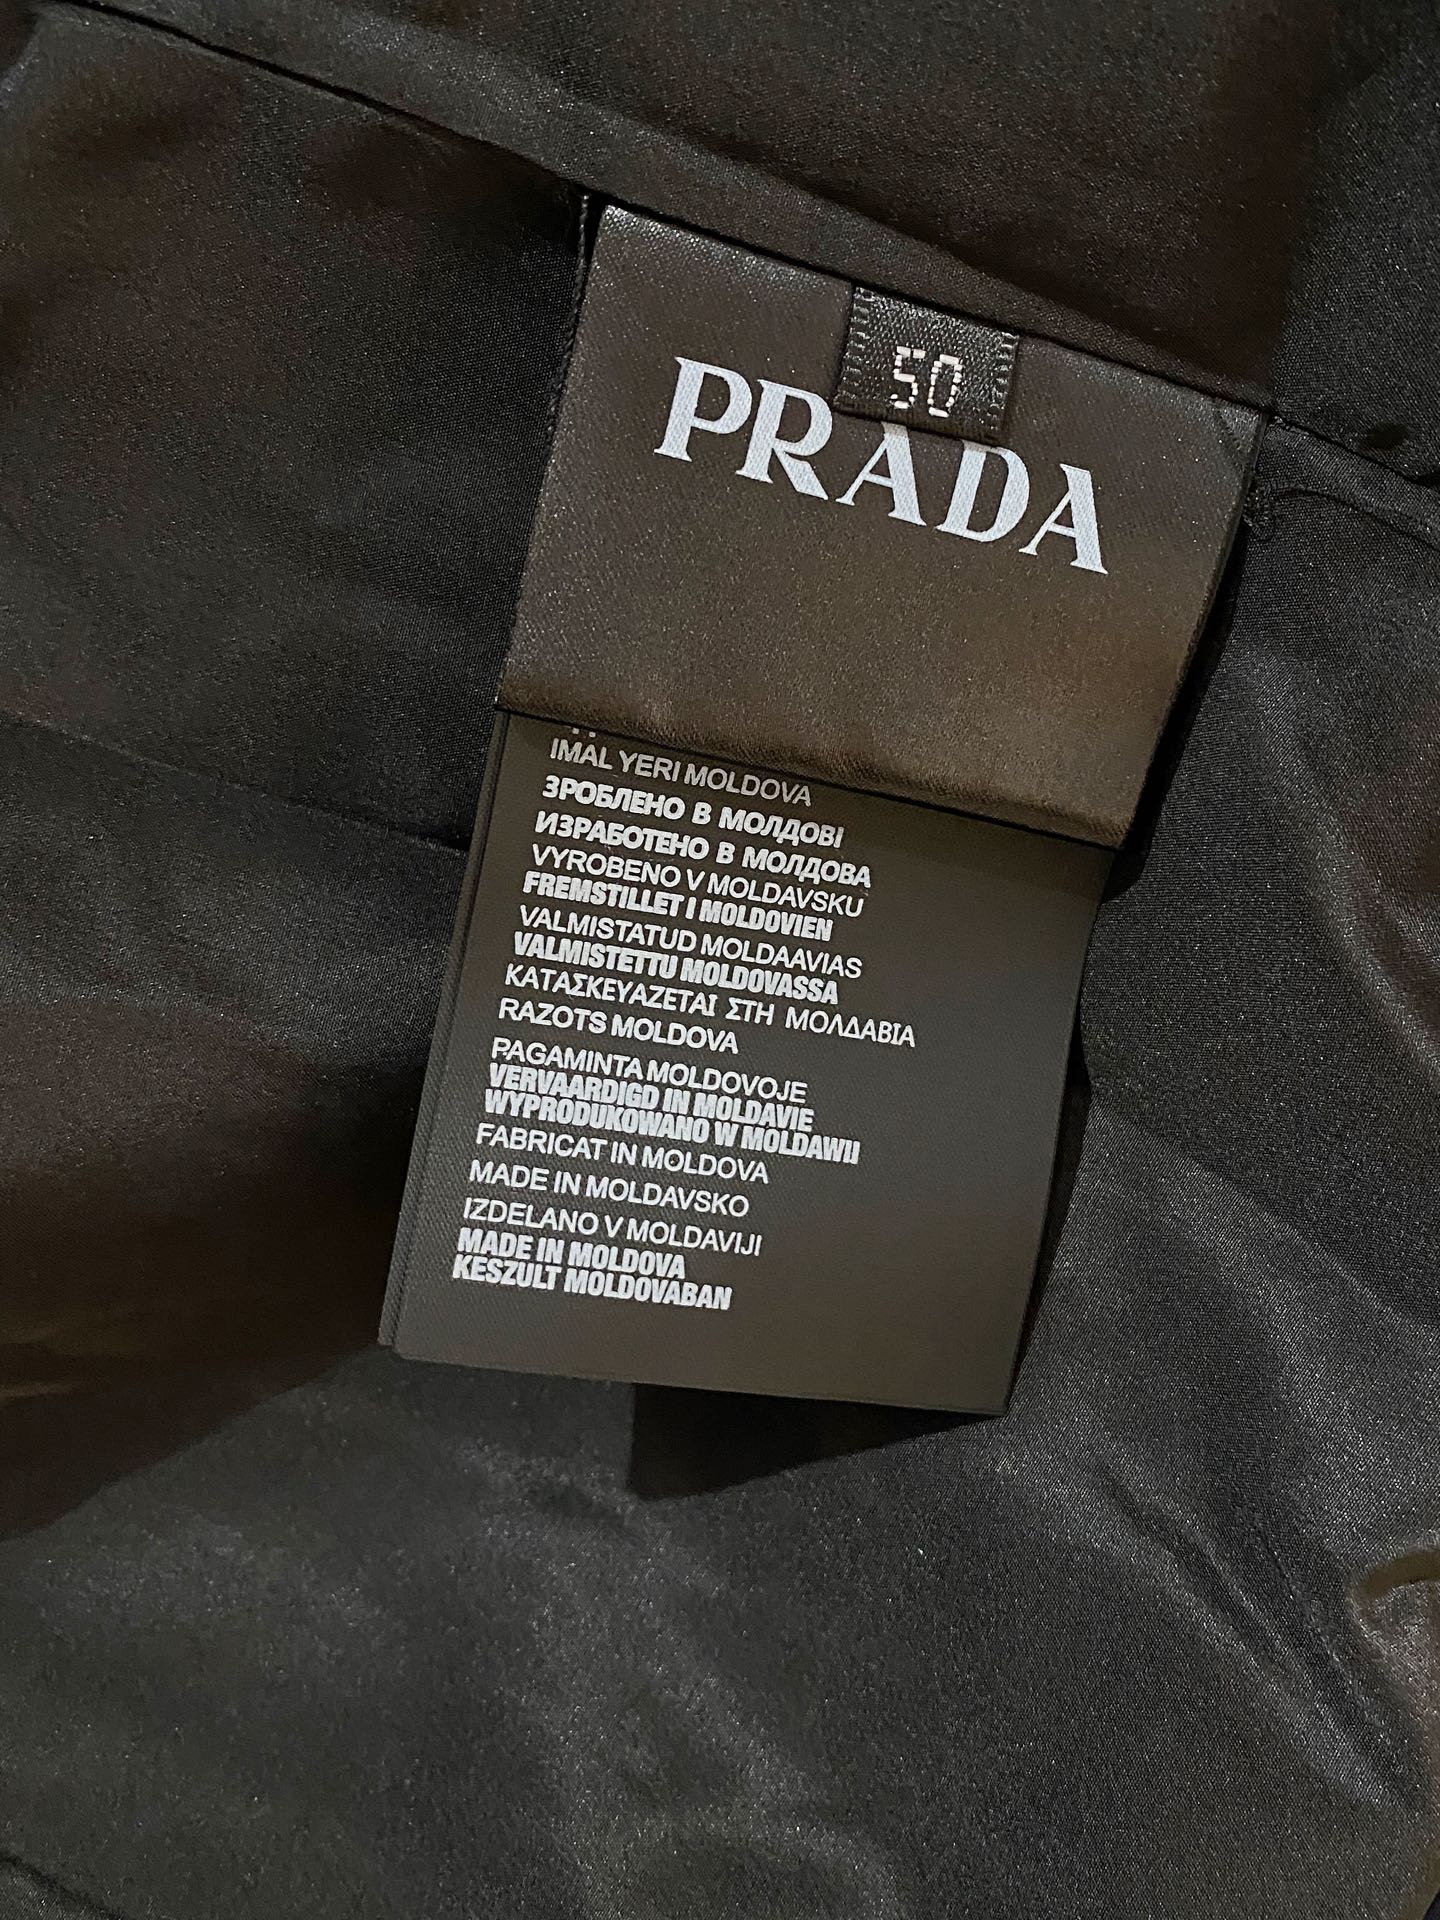 50
PRADA
IMAL YERI MOLDOVA
ЗРОБЛЕНО В МОЛДОВІ
ИЗРАБОТЕНО В МОЛДОВА
VYROBENO V MOLDAVSKU
FREMSTILLET I MOLDOVIEN
VALMISTATUD MOLDAAVIAS
VALMISTETTU MOLDOVASSA
ΚΑΤΑΣΚΕΥΑΖΕΤΑΙ ΣΤΗ ΜΟΛΔΑΒΙΑ
RAZOTS MOLDOVA
PAGAMINTA MOLDOVOJE
VERVAARDIGD IN MOLDAVIE
WYPRODUKOWANO W MOLDAWII
FABRICAT IN MOLDOVA
MADE IN MOLDAVSKO
IZDELANO V MOLDAVIJI
MADE IN MOLDOVA
KESZULT MOLDOVABAN